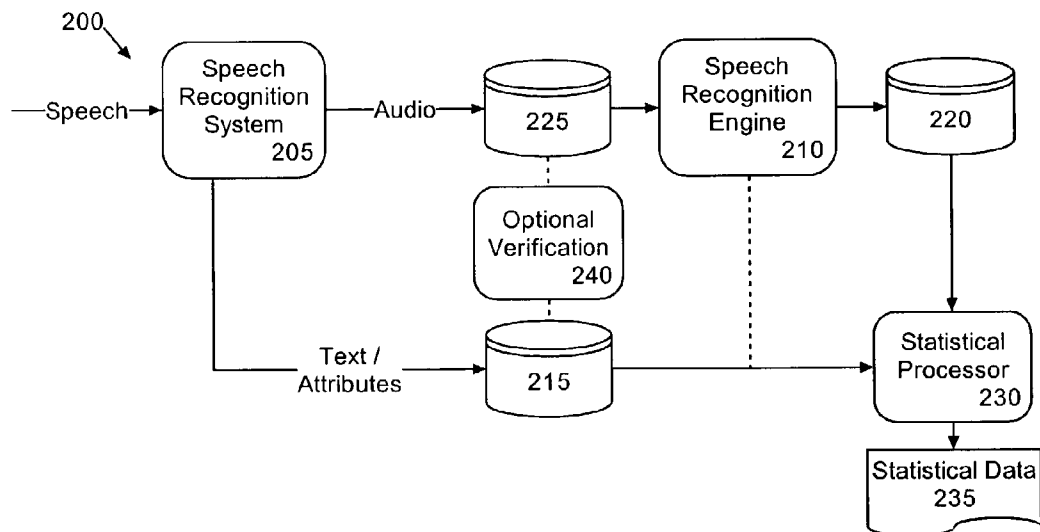 200
Speech
Speech
Recognition
System
205
Audio
225
Speech
Recognition
Engine
210
220
Optional
Verification
240
Text /
Attributes
215
Statistical
Processor
230
Statistical Data
235